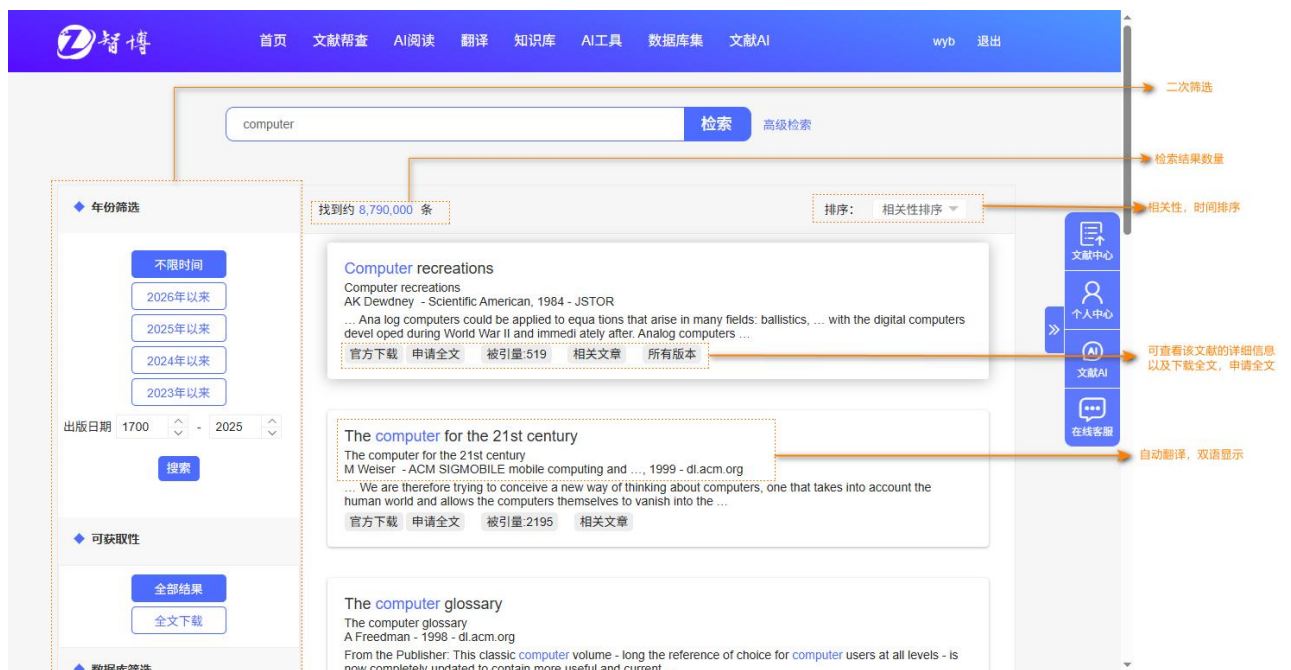 智博
首页 文献帮查 AI阅读 翻译 知识库 AI工具 数据库集 文献AI wyb 退出
二次筛选
computer 检索 高级检索
检索结果数量
年份筛选
找到约 8,790,000 条 排序： 相关性排序
相关性，时间排序
不限时间
2026年以来
2025年以来
2024年以来
2023年以来
出版日期 1700 - 2025
搜索
可获取性
全部结果
全文下载
数据库筛选
Computer recreations
Computer recreations
AK Dewdney - Scientific American, 1984 - JSTOR
… Ana log computers could be applied to equa tions that arise in many fields: ballistics, … with the digital computers
devel oped during World War II and immedi ately after. Analog computers …
官方下载 申请全文 被引量:519 相关文章 所有版本
可查看该文献的详细信息
以及下载全文，申请全文
The computer for the 21st century
The computer for the 21st century
M Weiser - ACM SIGMOBILE mobile computing and …, 1999 - dl.acm.org
… We are therefore trying to conceive a new way of thinking about computers, one that takes into account the
human world and allows the computers themselves to vanish into the …
官方下载 申请全文 被引量:2195 相关文章
自动翻译，双语显示
The computer glossary
The computer glossary
A Freedman - 1998 - dl.acm.org
From the Publisher: This classic computer volume - long the reference of choice for computer users at all levels - is
now completely updated to contain more useful and current
文献中心
个人中心
AI
文献AI
在线客服